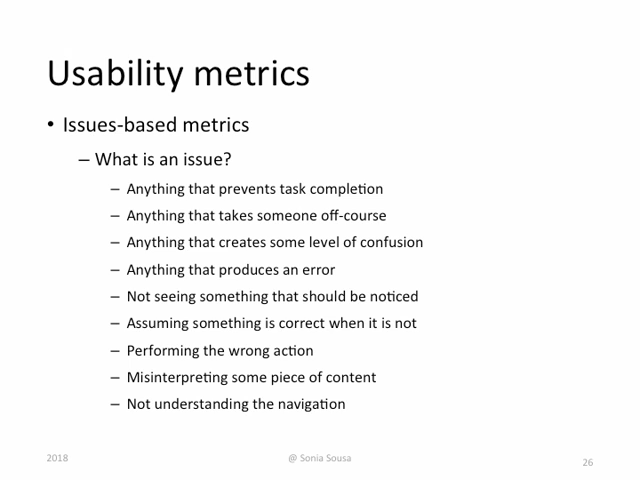 Usability metrics
• Issues-based metrics
– What is an issue?
– Anything that prevents task completion
– Anything that takes someone off-course
– Anything that creates some level of confusion
– Anything that produces an error
– Not seeing something that should be noticed
– Assuming something is correct when it is not
– Performing the wrong action
– Misinterpreting some piece of content
– Not understanding the navigation
2018 @ Sonia Sousa 26